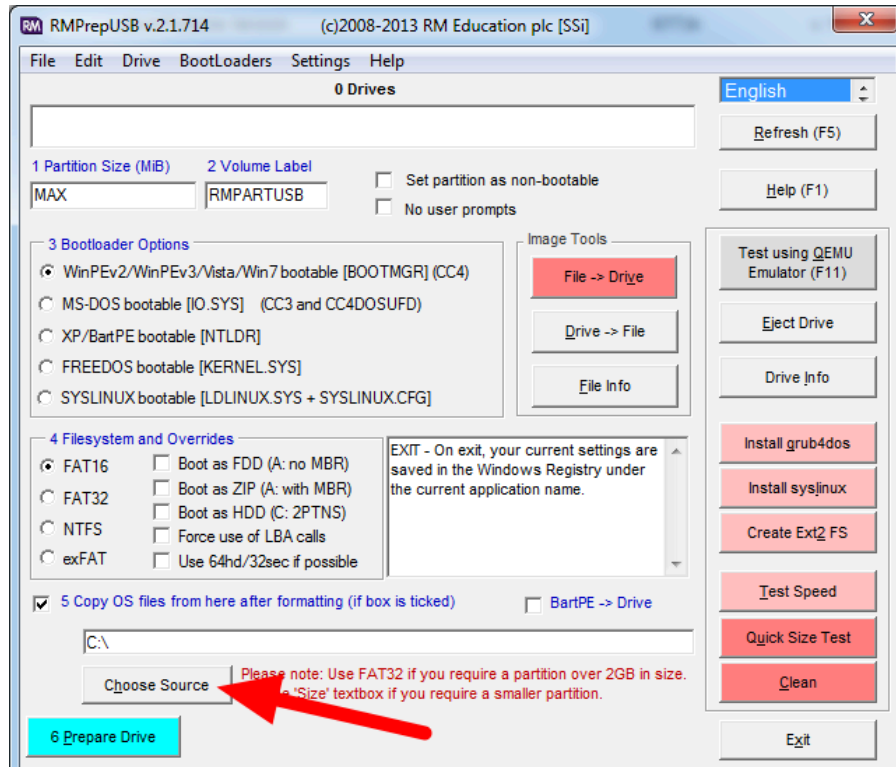 RM RMPrepUSB v.2.1.714 (c)2008-2013 RM Education plc [SSi]
File Edit Drive BootLoaders Settings Help
0 Drives
English
Refresh (F5)
1 Partition Size (MiB) 2 Volume Label
MAX RMPARTUSB
Set partition as non-bootable
No user prompts
Help (F1)
3 Bootloader Options
WinPEv2/WinPEv3/Vista/Win7 bootable [BOOTMGR] (CC4)
MS-DOS bootable [IO.SYS] (CC3 and CC4DOSUFD)
XP/BartPE bootable [NTLDR]
FREEDOS bootable [KERNEL.SYS]
SYSLINUX bootable [LDLINUX.SYS + SYSLINUX.CFG]
Image Tools
File -> Drive
Drive -> File
File Info
Test using QEMU
Emulator (F11)
Eject Drive
Drive Info
4 Filesystem and Overrides
FAT16
FAT32
NTFS
exFAT
Boot as FDD (A: no MBR)
Boot as ZIP (A: with MBR)
Boot as HDD (C: 2PTNS)
Force use of LBA calls
Use 64hd/32sec if possible
EXIT - On exit, your current settings are
saved in the Windows Registry under
the current application name.
Install grub4dos
Install syslinux
Create Ext2 FS
Test Speed
Quick Size Test
Clean
5 Copy OS files from here after formatting (if box is ticked)
BartPE -> Drive
C:\
Choose Source
Please note: Use FAT32 if you require a partition over 2GB in size.
'Size' textbox if you require a smaller partition.
6 Prepare Drive
Exit